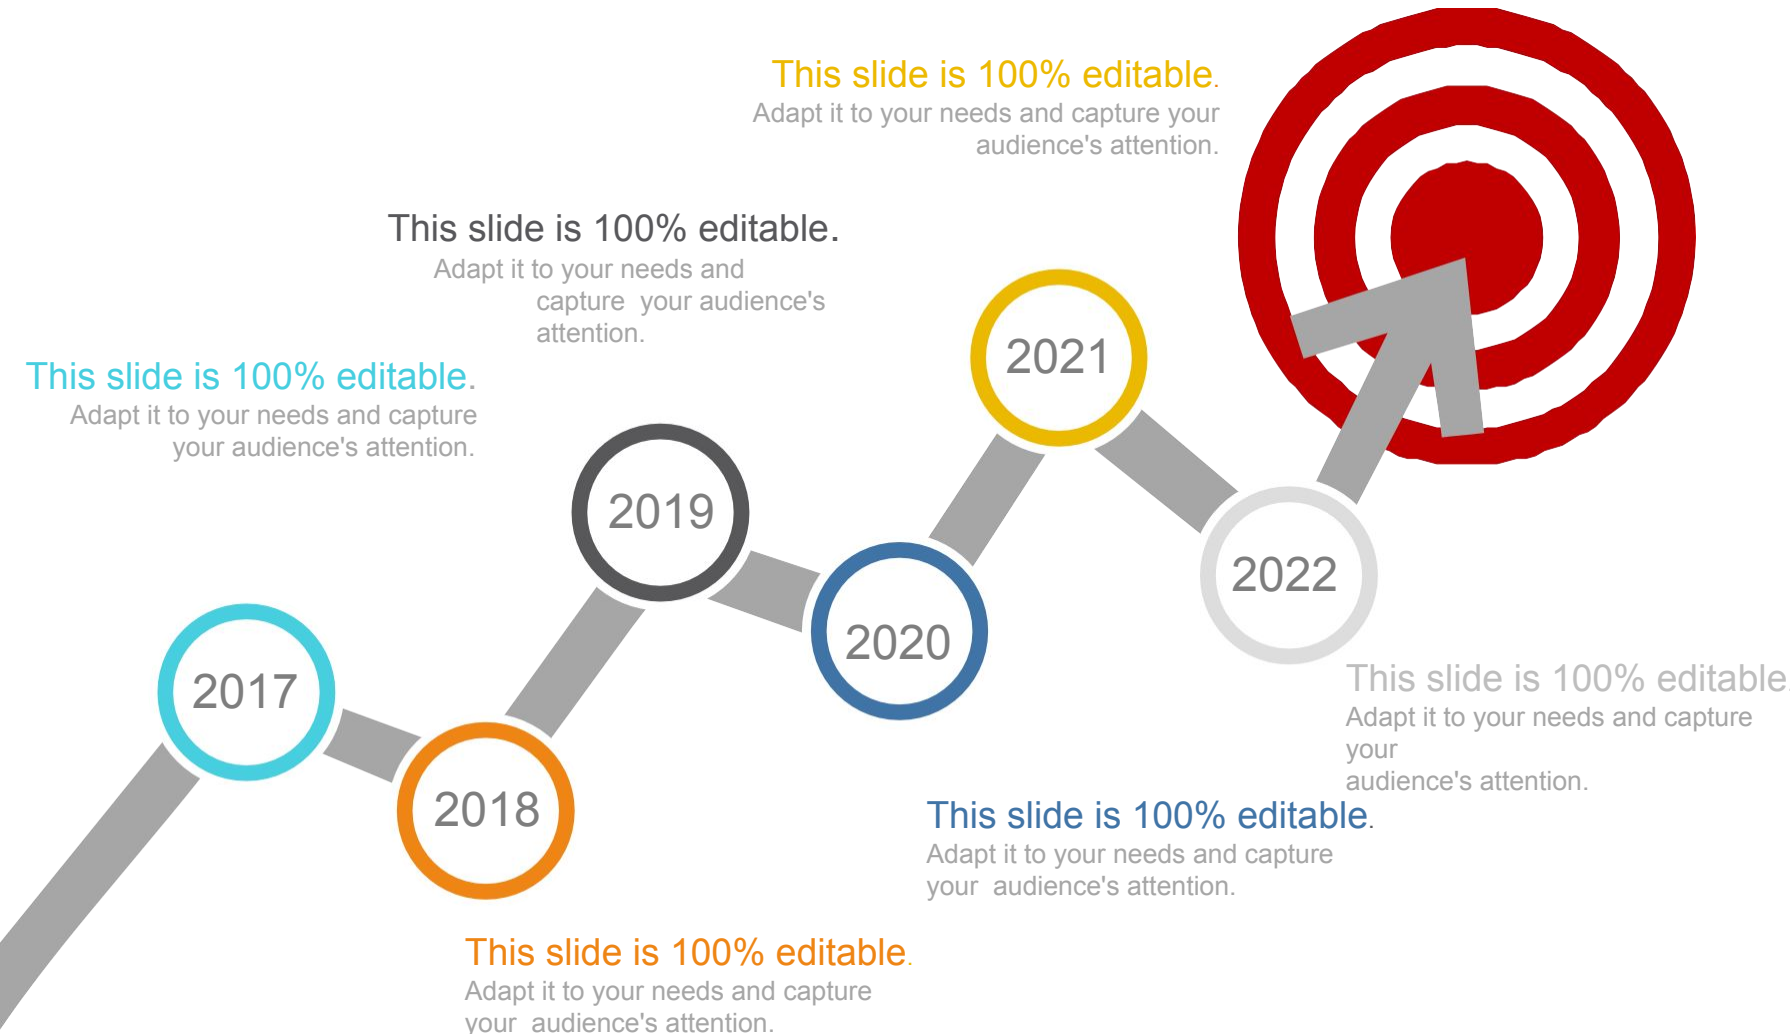 This slide is 100% editable.
Adapt it to your needs and capture your
audience's attention.
This slide is 100% editable.
Adapt it to your needs and
capture your audience's
attention.
This slide is 100% editable.
Adapt it to your needs and capture
your audience's attention.
2021
2019
2022
2020
2017
2018
This slide is 100% editable.
Adapt it to your needs and capture
your
audience's attention.
This slide is 100% editable.
Adapt it to your needs and capture
your audience's attention.
This slide is 100% editable.
Adapt it to your needs and capture
your audience's attention.